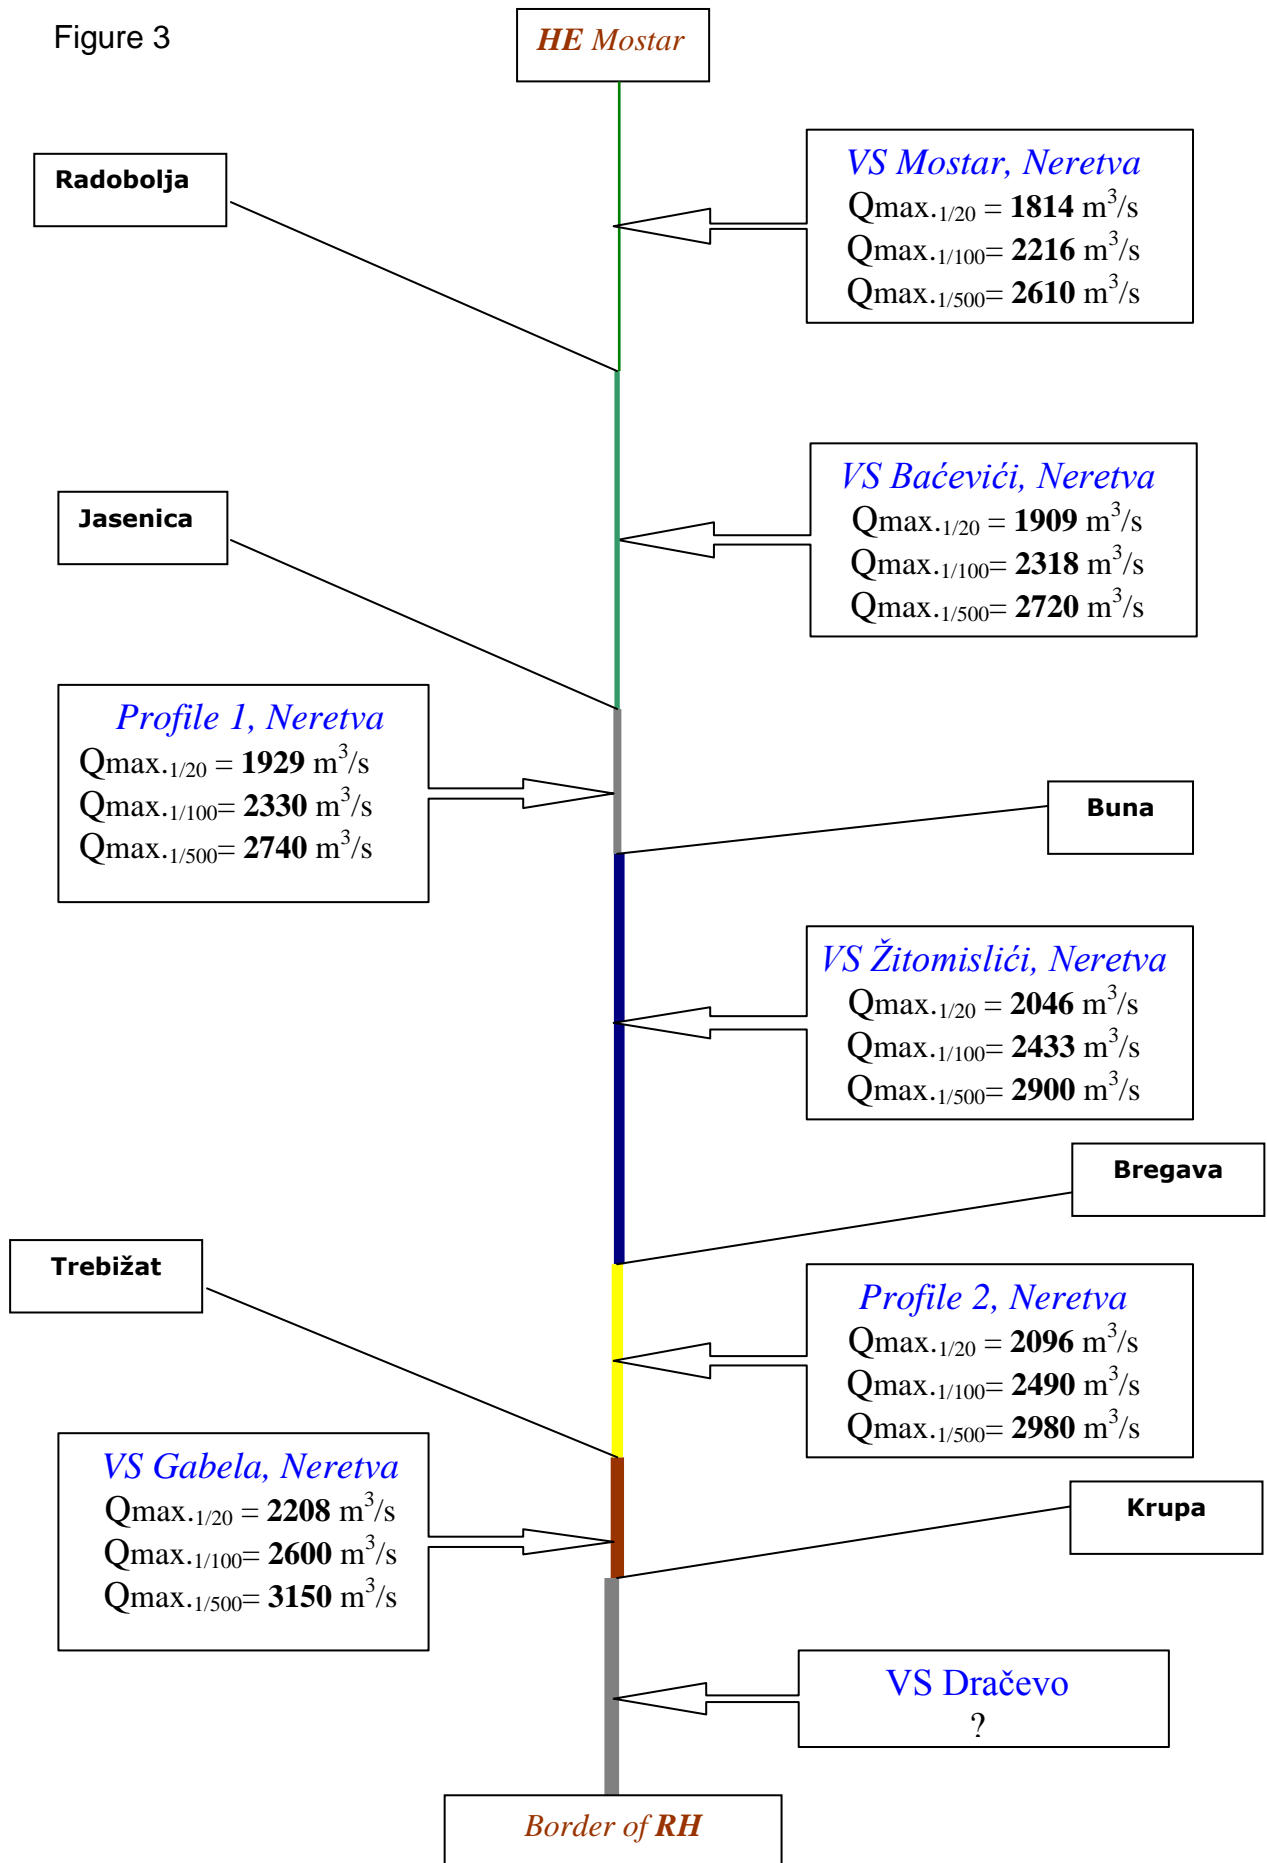 Figure 3
HE Mostar
Radobolja
VS Mostar, Neretva
Qmax.1/20 = 1814 m3/s
Qmax.1/100= 2216 m3/s
Qmax.1/500= 2610 m3/s
Jasenica
VS Baćevići, Neretva
Qmax.1/20 = 1909 m3/s
Qmax.1/100= 2318 m3/s
Qmax.1/500= 2720 m3/s
Profile 1, Neretva
Qmax.1/20 = 1929 m3/s
Qmax.1/100= 2330 m3/s
Qmax.1/500= 2740 m3/s
Buna
VS Žitomislići, Neretva
Qmax.1/20 = 2046 m3/s
Qmax.1/100= 2433 m3/s
Qmax.1/500= 2900 m3/s
Bregava
Trebižat
Profile 2, Neretva
Qmax.1/20 = 2096 m3/s
Qmax.1/100= 2490 m3/s
Qmax.1/500= 2980 m3/s
VS Gabela, Neretva
Qmax.1/20 = 2208 m3/s
Qmax.1/100= 2600 m3/s
Qmax.1/500= 3150 m3/s
Krupa
VS Dračevo
?
Border of RH